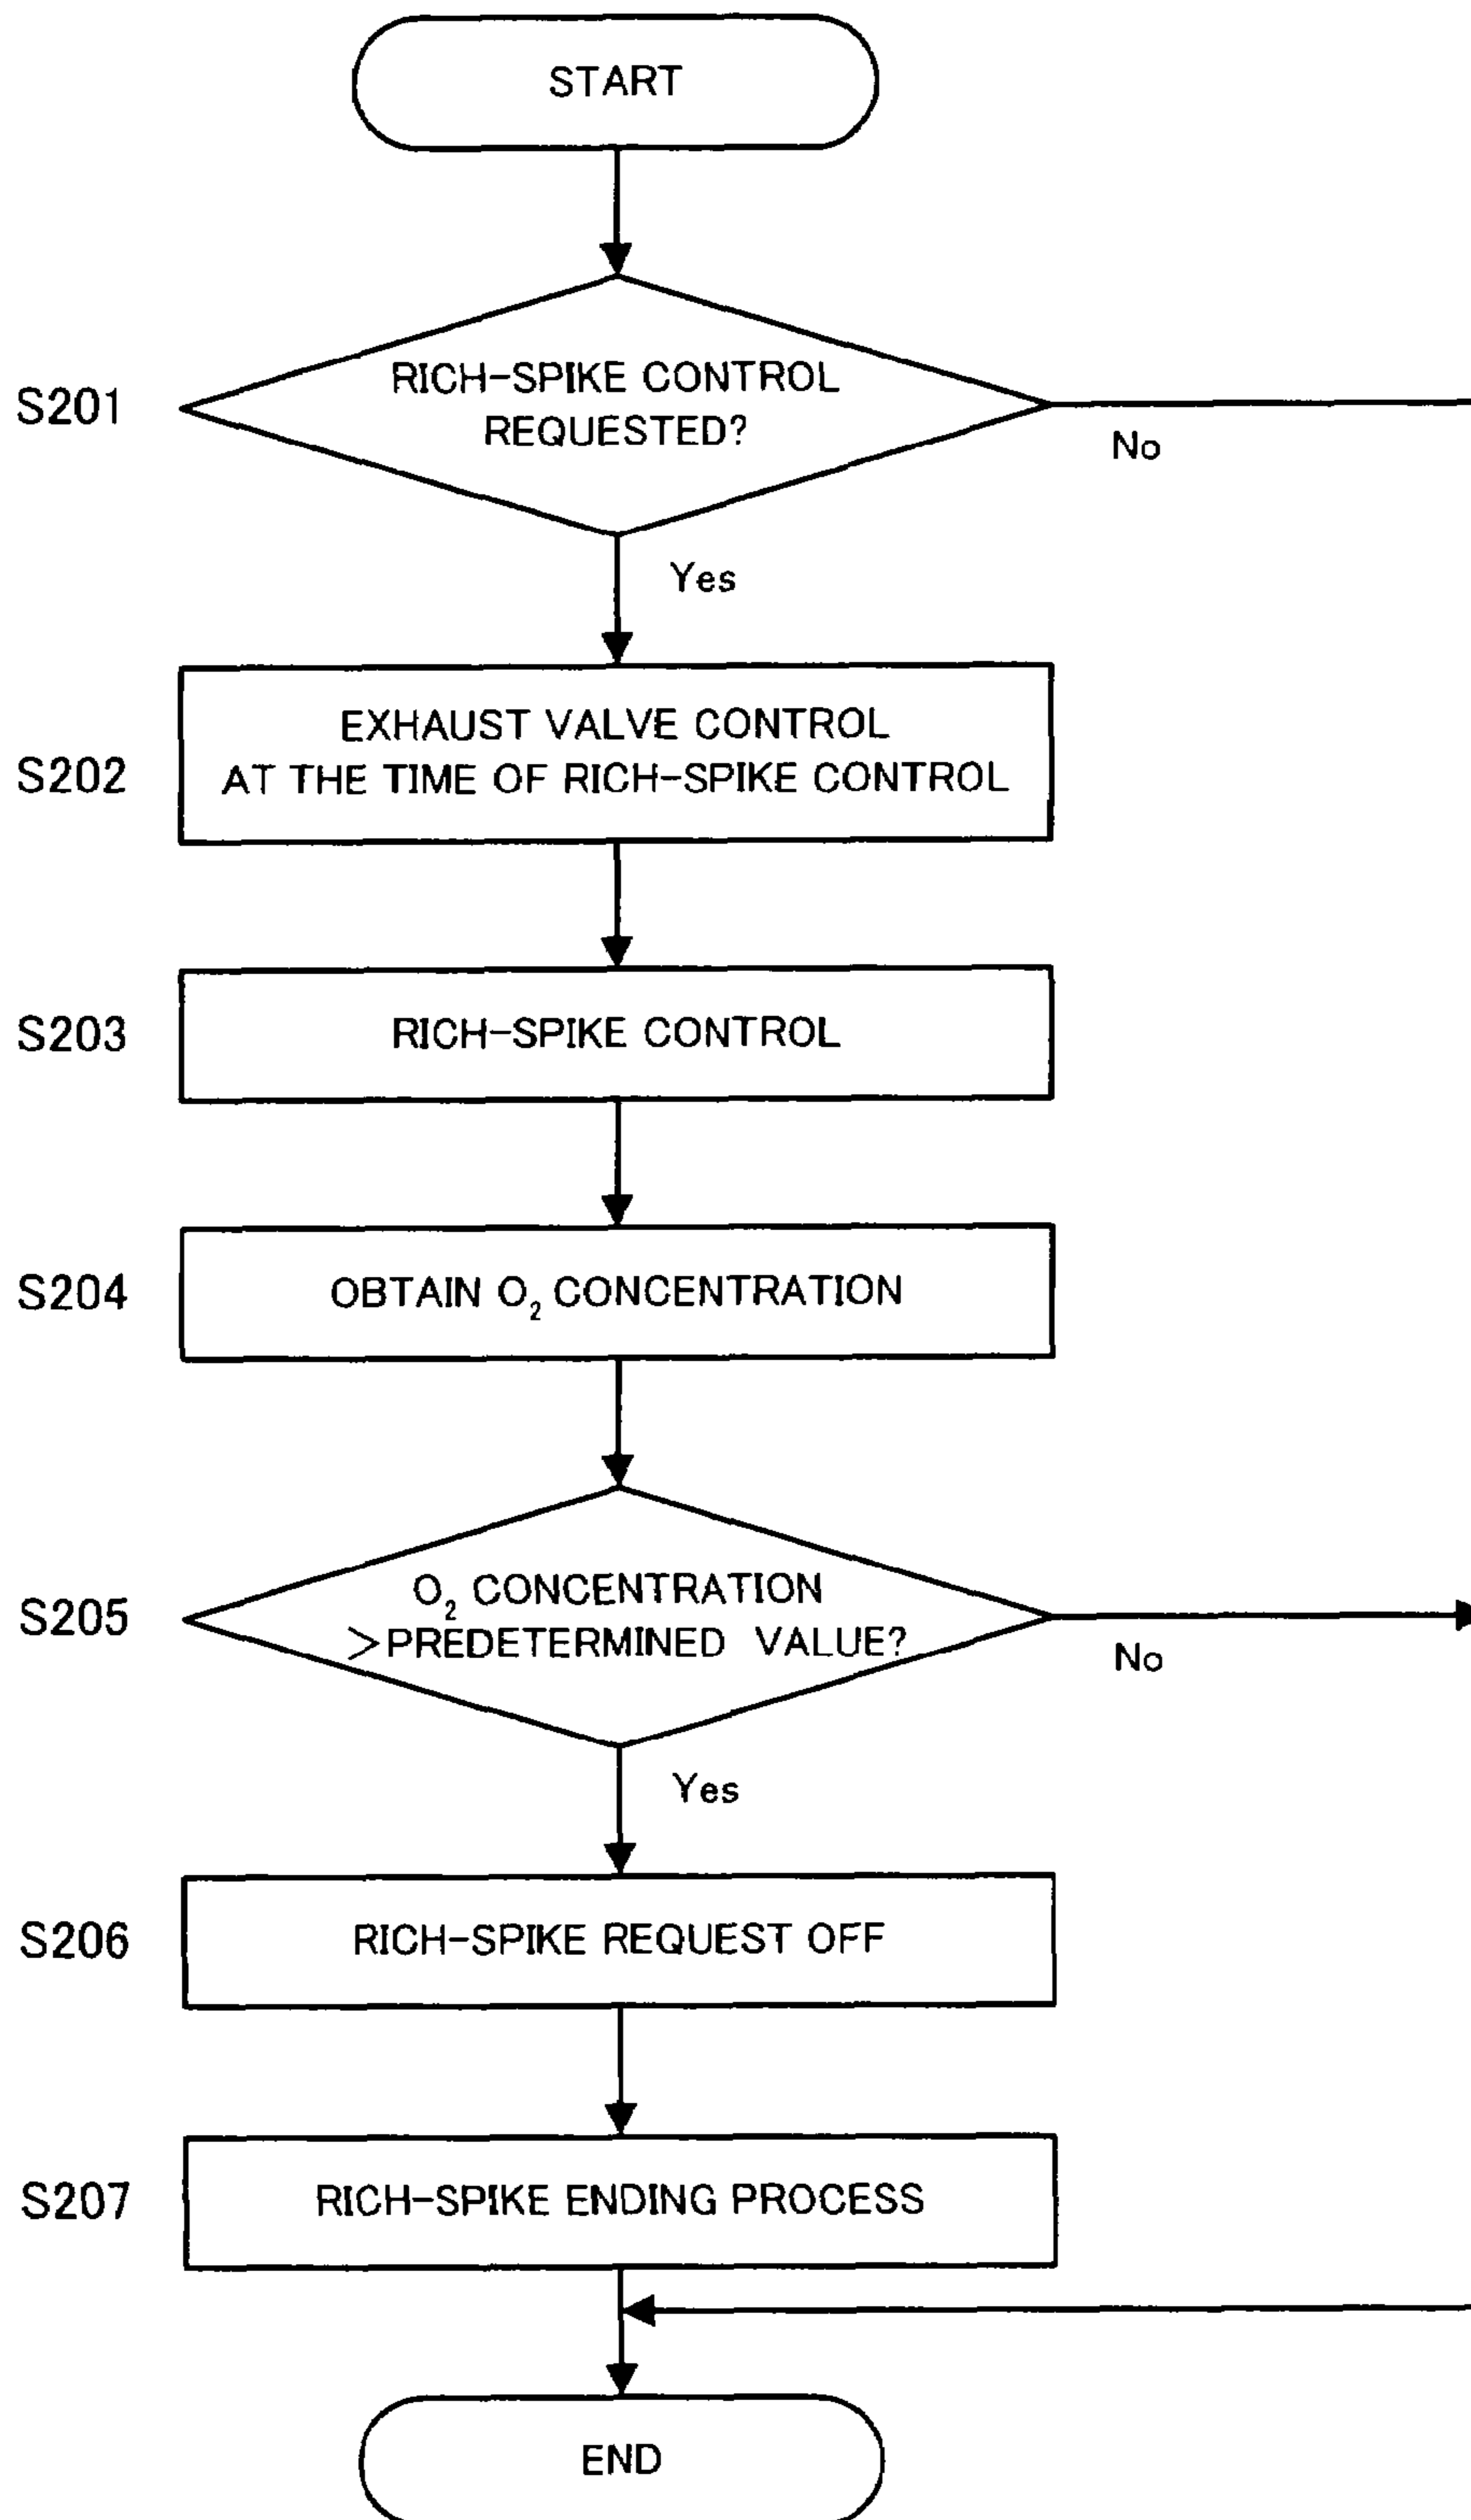 START
S201
RICH-SPIKE CONTROL
REQUESTED?
No
Yes
S202
EXHAUST VALVE CONTROL
AT THE TIME OF RICH-SPIKE CONTROL
S203
RICH-SPIKE CONTROL
S204
OBTAIN O₂ CONCENTRATION
S205
O₂ CONCENTRATION
>PREDETERMINED VALUE?
No
Yes
S206
RICH-SPIKE REQUEST OFF
S207
RICH-SPIKE ENDING PROCESS
END